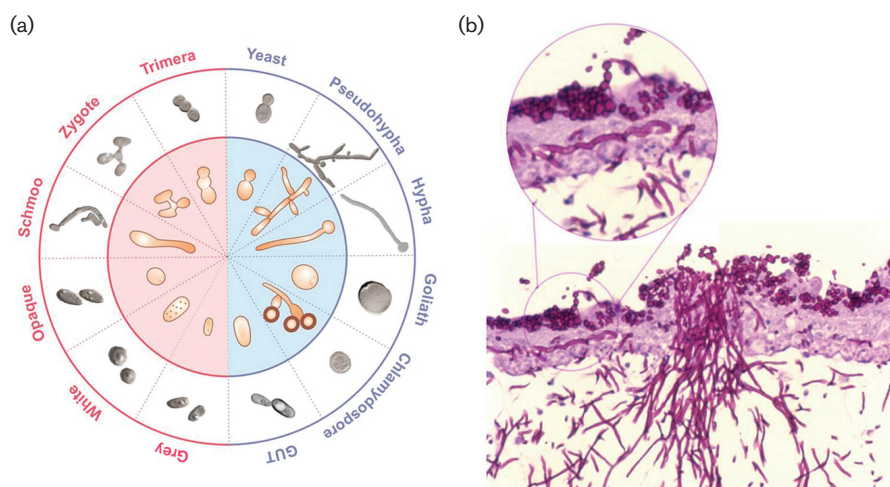 (a)
Yeast
Pseudohypha
Hypha
Goliath
Chlamydospore
GUT
Grey
White
Opaque
Schmoo
Zygote
Trimera
(b)